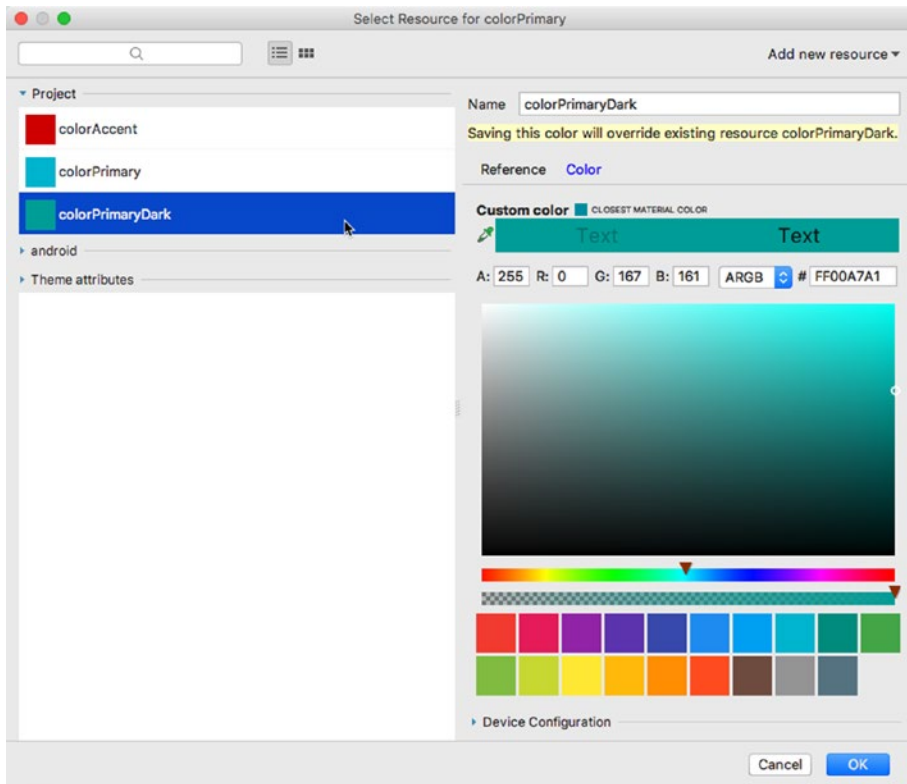 Select Resource for colorPrimary
Add new resource
Project
colorAccent
colorPrimary
colorPrimaryDark
android
Theme attributes
Name colorPrimaryDark
Saving this color will override existing resource colorPrimaryDark.
Reference Color
Custom color CLOSEST MATERIAL COLOR
Text Text
A: 255 R: 0 G: 167 B: 161 ARGB # FF00A7A1
Device Configuration
Cancel OK